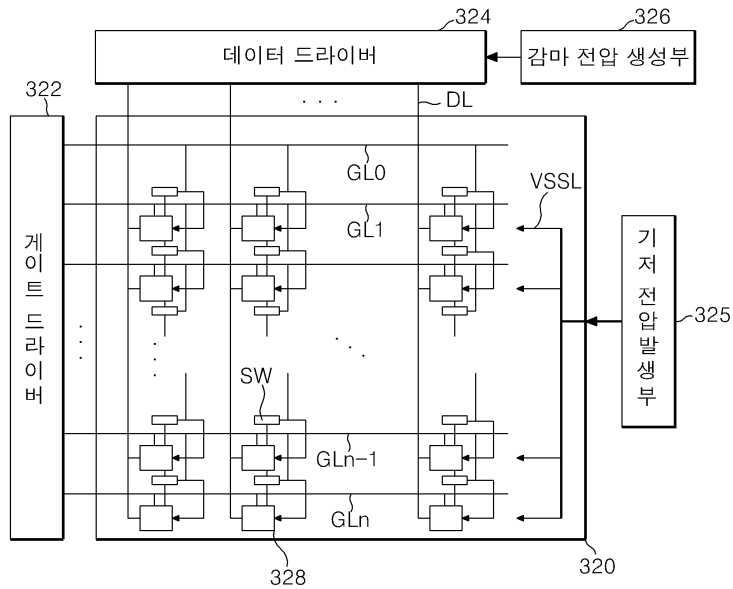 324
326
데이터 드라이버
감마 전압 생성부
322
DL
GL0
VSSL
GL1
게이트 드라이버
기저 전압발생부
325
SW
GLn-1
GLn
328
320